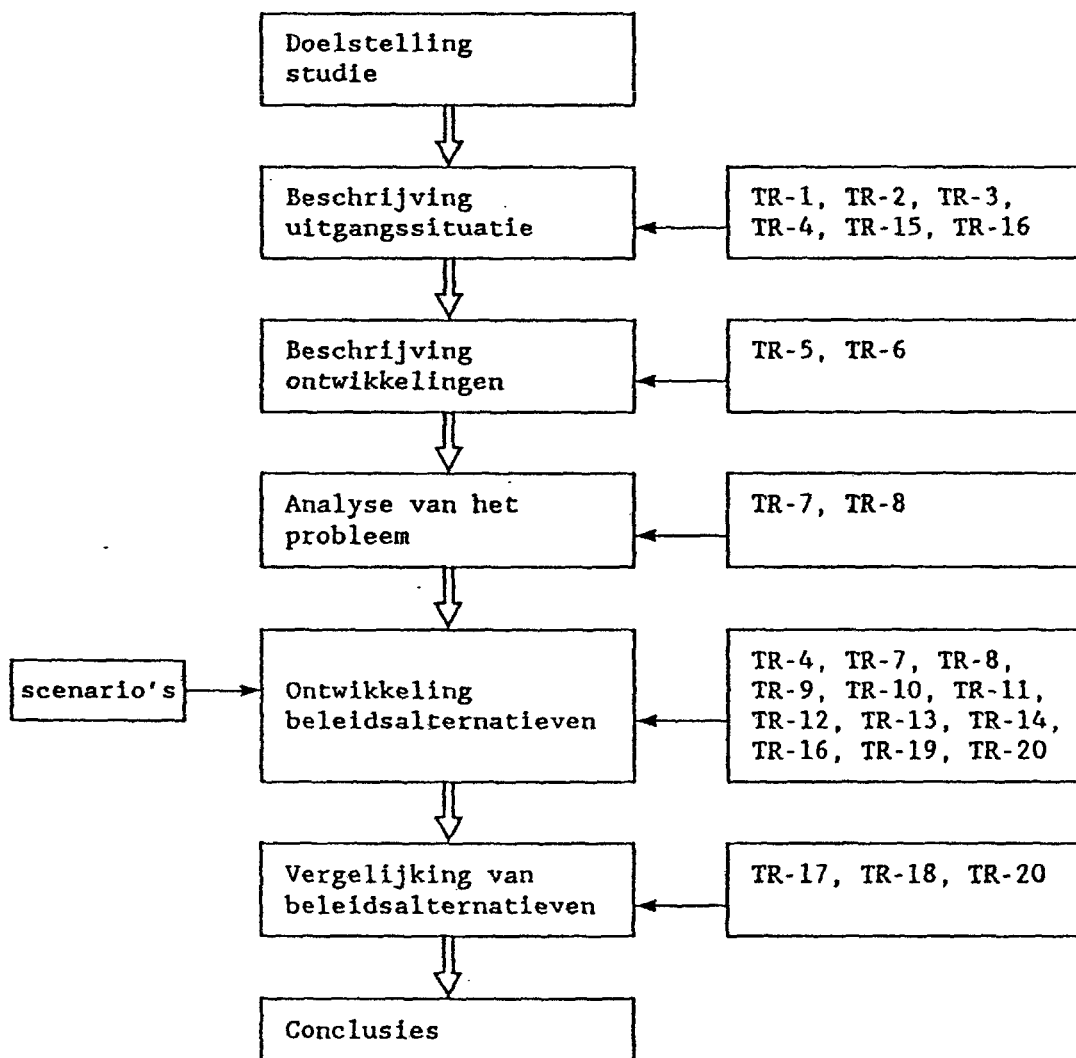 Doelstelling
studie
Beschrijving
uitgangssituatie
TR-1, TR-2, TR-3,
TR-4, TR-15, TR-16
Beschrijving
ontwikkelingen
TR-5, TR-6
Analyse van het
probleem
TR-7, TR-8
scenario's
Ontwikkeling
beleidsalternatieven
TR-4, TR-7, TR-8,
TR-9, TR-10, TR-11,
TR-12, TR-13, TR-14,
TR-16, TR-19, TR-20
Vergelijking van
beleidsalternatieven
TR-17, TR-18, TR-20
Conclusies